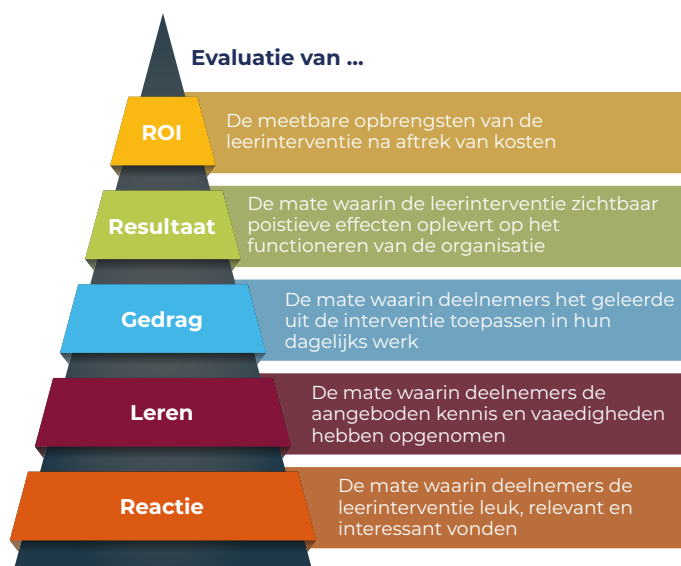 Evaluatie van ...
ROI
De meetbare opbrengsten van de
leerinterventie na aftrek van kosten
Resultaat
De mate waarin de leerinterventie zichtbaar
poistieve effecten oplevert op het
functioneren van de organisatie
Gedrag
De mate waarin deelnemers het geleerde
uit de interventie toepassen in hun
dagelijks werk
Leren
De mate waarin deelnemers de
aangeboden kennis en vaaedigheden
hebben opgenomen
Reactie
De mate waarin deelnemers de
leerinterventie leuk, relevant en
interessant vonden